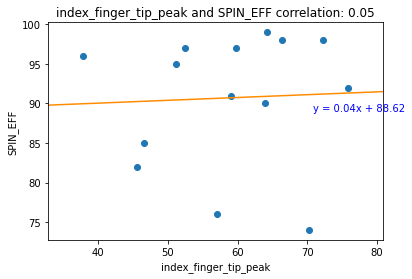 index_finger_tip_peak and SPIN_EFF correlation: 0.05
100
95
90
85
80
75
SPIN_EFF
y = 0.04x + 88.62
40 50 60 70 80
index_finger_tip_peak